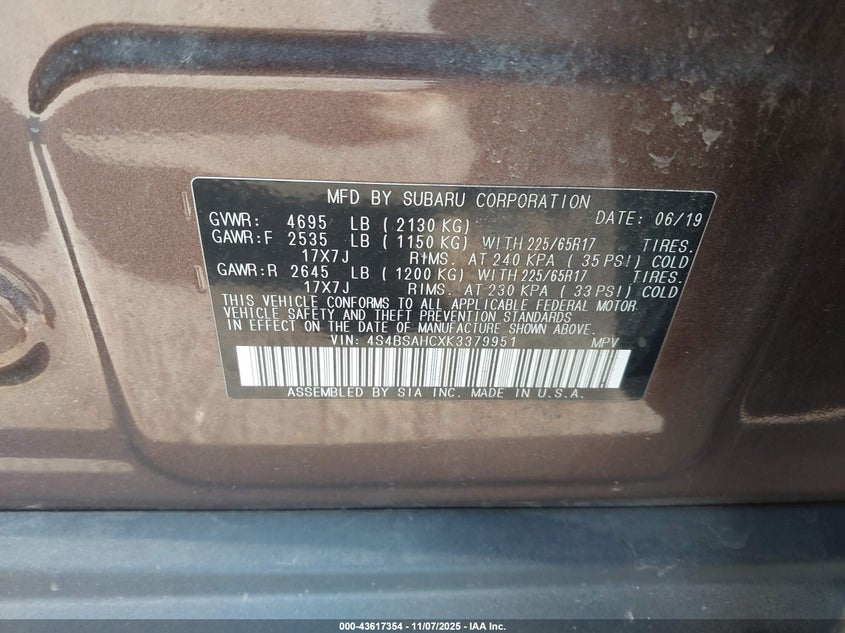 MFD BY SUBARU CORPORATION
GVWR: 4695 LB ( 2130 KG) DATE: 06/19
GAWR:F 2535 LB ( 1150 KG) WITH 225/65R17 TIRES.
17X7J RIMS. AT 240 KPA ( 35 PSI) COLD
GAWR:R 2645 LB ( 1200 KG) WITH 225/65R17 TIRES.
17X7J RIMS. AT 230 KPA ( 33 PSI) COLD
THIS VEHICLE CONFORMS TO ALL APPLICABLE FEDERAL MOTOR
VEHICLE SAFETY AND THEFT PREVENTION STANDARDS
IN EFFECT ON THE DATE OF MANUFACTURE SHOWN ABOVE.
VIN: 4S4BSAHCXK3379951 MPV
ASSEMBLED BY SIA INC. MADE IN U.S.A.
000-43617354 - 11/07/2025 - IAA Inc.